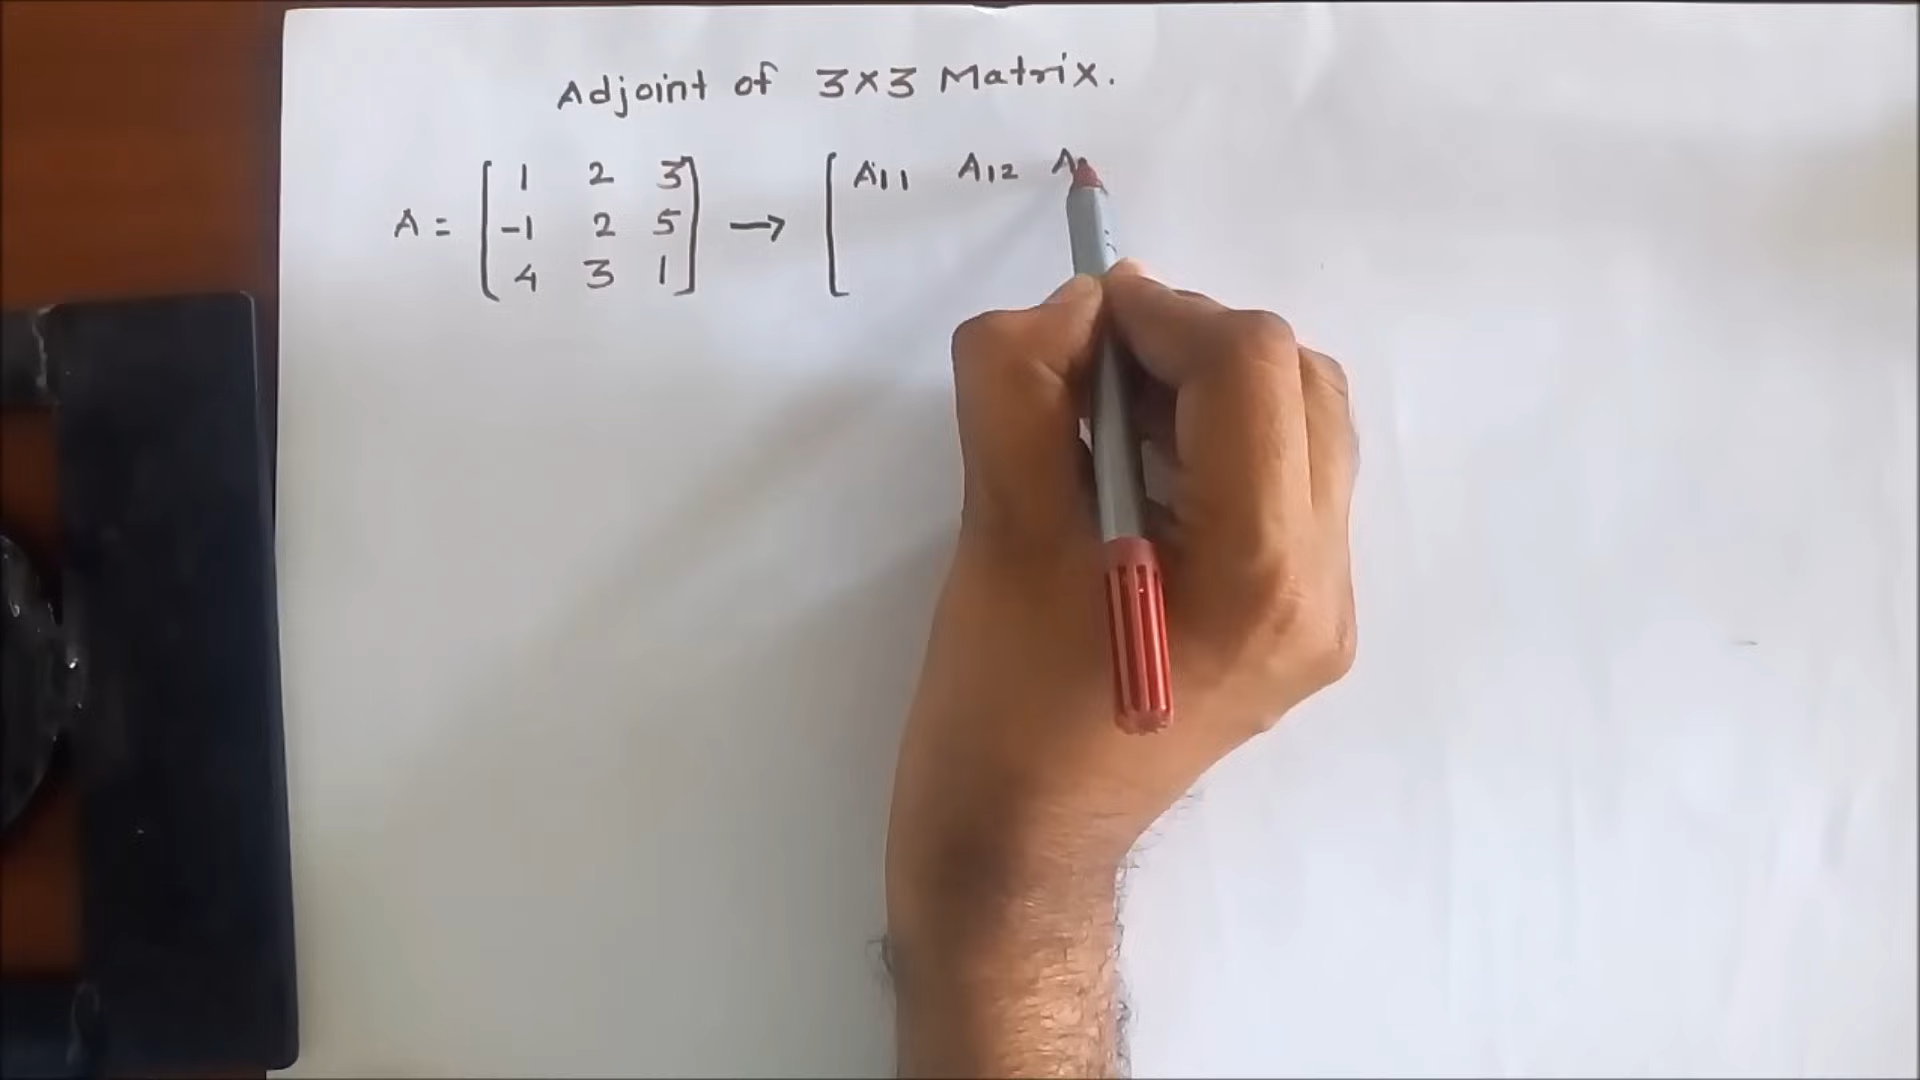 Adjoint of 3×3 Matrix.
A = [ 1 2 3 ] → [ A11 A12 A
-1 2 5
4 3 1